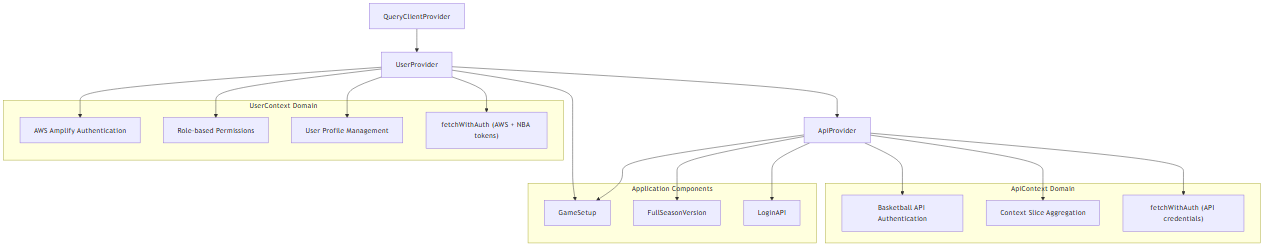 QueryClientProvider
UserProvider
UserContext Domain
AWS Amplify Authentication
Role-based Permissions
User Profile Management
fetchWithAuth (AWS + NBA
tokens)
ApiProvider
Application Components
GameSetup
FullSeasonVersion
LoginAPI
ApiContext Domain
Basketball API
Authentication
Context Slice Aggregation
fetchWithAuth (API
credentials)